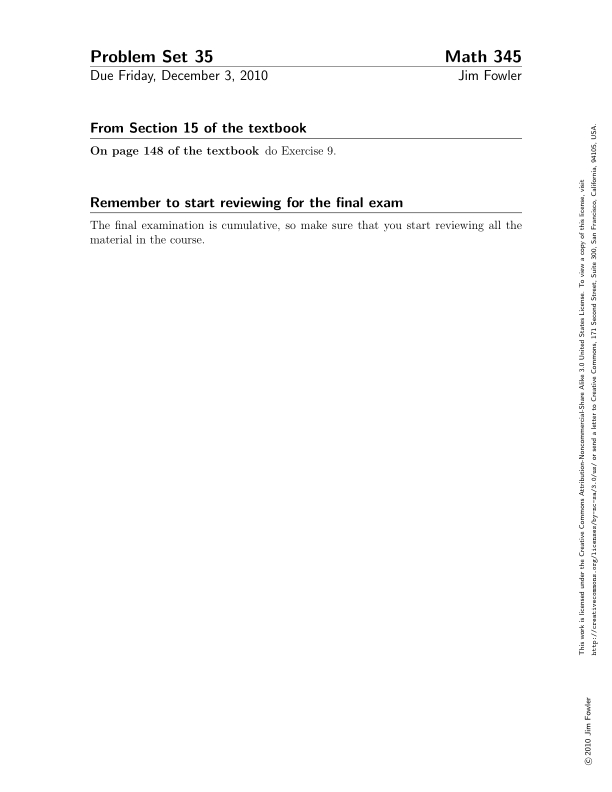 Problem Set 35 Math 345
Due Friday, December 3, 2010 Jim Fowler
From Section 15 of the textbook
On page 148 of the textbook do Exercise 9.
Remember to start reviewing for the final exam
The final examination is cumulative, so make sure that you start reviewing all the
material in the course.
This work is licensed under the Creative Commons Attribution-Noncommercial-Share Alike 3.0 United States License. To view a copy of this license, visit
http://creativecommons.org/licenses/by-nc-sa/3.0/us/ or send a letter to Creative Commons, 171 Second Street, Suite 300, San Francisco, California, 94105, USA.
© 2010 Jim Fowler